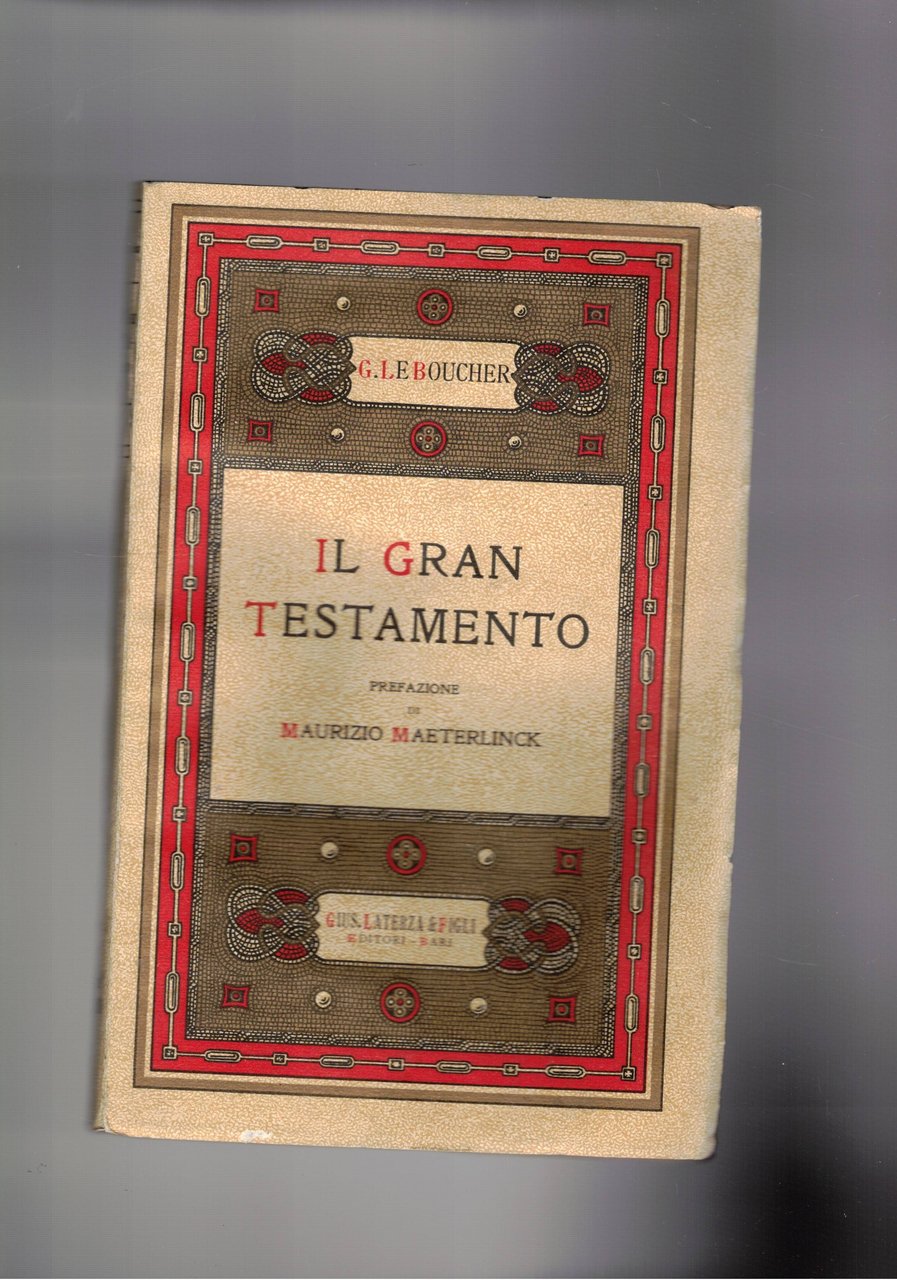 G. LE BOUCHER
IL GRAN
TESTAMENTO
PREFAZIONE
DI
MAURIZIO MAETERLINCK
GIUS. LATERZA & FIGLI
EDITORI - BARI